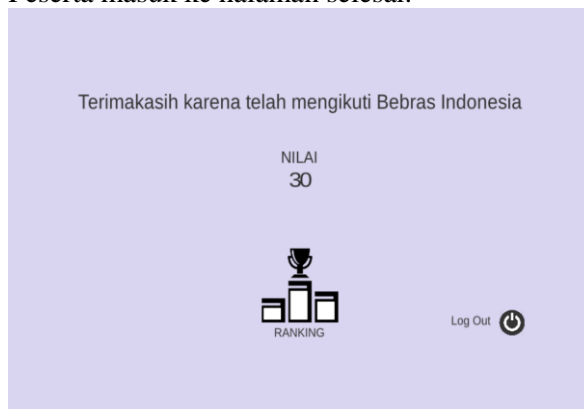 Peserta masuk ke halaman selesai.
Terimakasih karena telah mengikuti Bebras Indonesia
NILAI
30
RANKING
Log Out